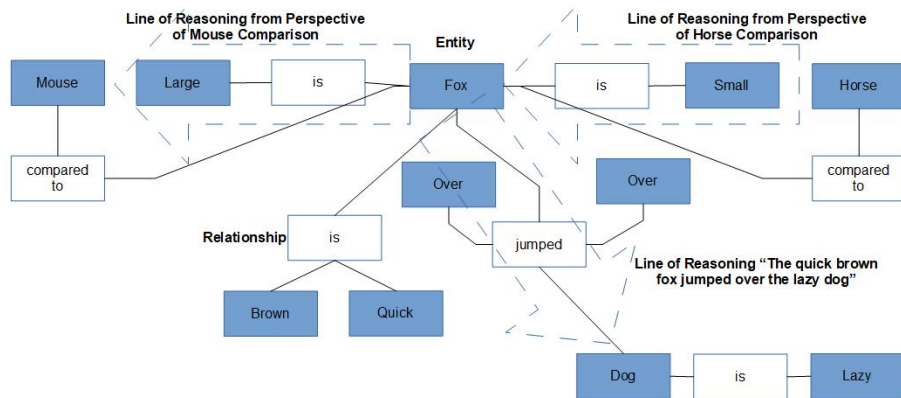 Line of Reasoning from Perspective
of Mouse Comparison
Line of Reasoning from Perspective
of Horse Comparison
Entity
Mouse
Large
is
Fox
is
Small
Horse
compared
to
compared
to
Over
Over
Relationship
is
jumped
Line of Reasoning “The quick brown
fox jumped over the lazy dog”
Brown
Quick
Dog
is
Lazy